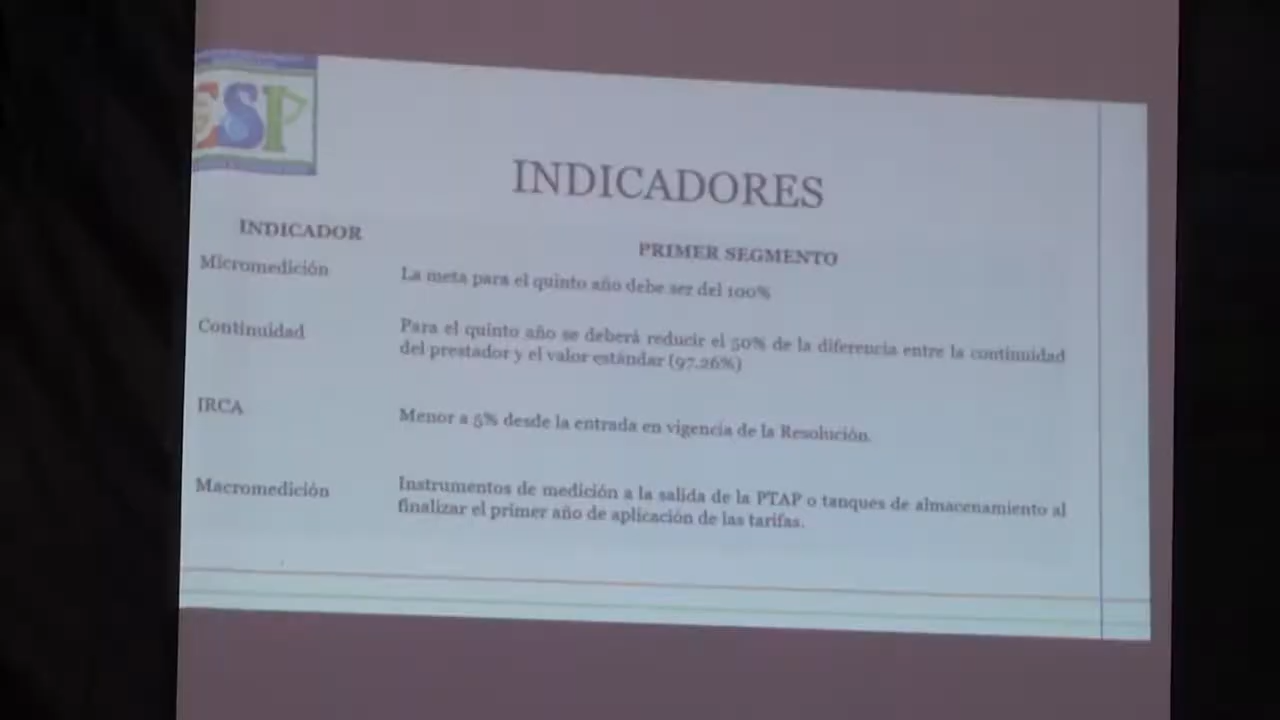 ESP
INDICADORES
INDICADOR
PRIMER SEGMENTO
Micromedición
La meta para el quinto año debe ser del 100%
Continuidad
Para el quinto año se deberá reducir el 50% de la diferencia entre la continuidad
del prestador y el valor estándar (97.26%)
IRCA
Menor a 5% desde la entrada en vigencia de la Resolución.
Macromedición
Instrumentos de medición a la salida de la PTAP o tanques de almacenamiento al
finalizar el primer año de aplicación de las tarifas.